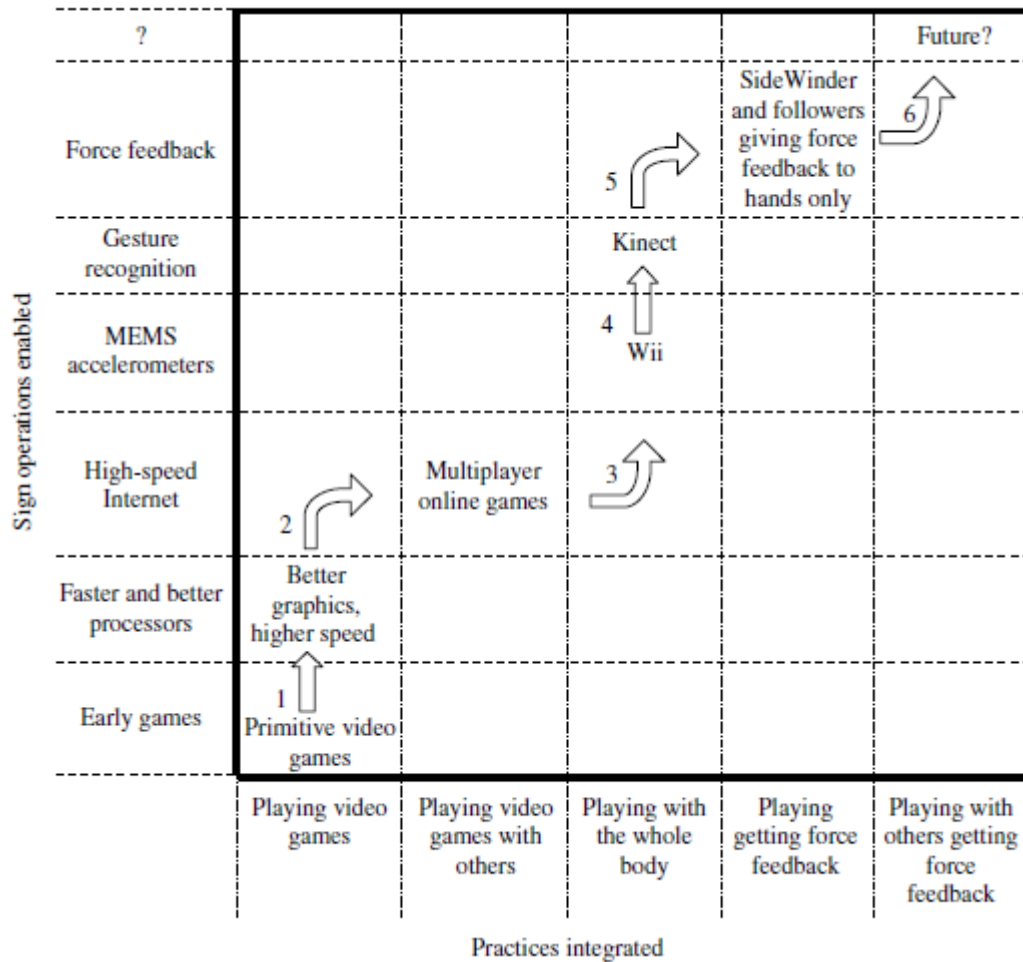 ?
Future?
Force feedback
5
SideWinder
and followers
giving force
feedback to
hands only
6
Gesture
recognition
Kinect
MEMS
accelerometers
4
Wii
High-speed
Internet
2
Multiplayer
online games
3
Faster and better
processors
Better
graphics,
higher speed
Early games
1
Primitive video
games
Sign operations enabled
Playing video
games
Playing video
games with
others
Playing with
the whole
body
Playing
getting force
feedback
Playing with
others getting
force
feedback
Practices integrated